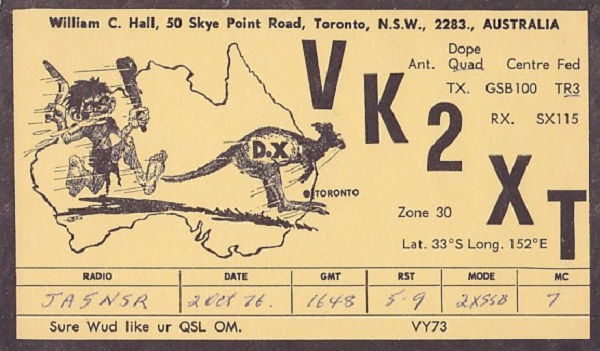 William C. Hall, 50 Skye Point Road, Toronto, N.S.W., 2283., AUSTRALIA
VK2XT
Dope
Ant. Quad Centre Fed
TX. GSB100 TR3
RX. SX115
D.X
TORONTO
Zone 30
Lat. 33°S Long. 152°E
RADIO DATE GMT RST MODE MC
JA5NSR 2 Oct 76. 1648 5-9 2XSSB 7
Sure Wud like ur QSL OM. VY73